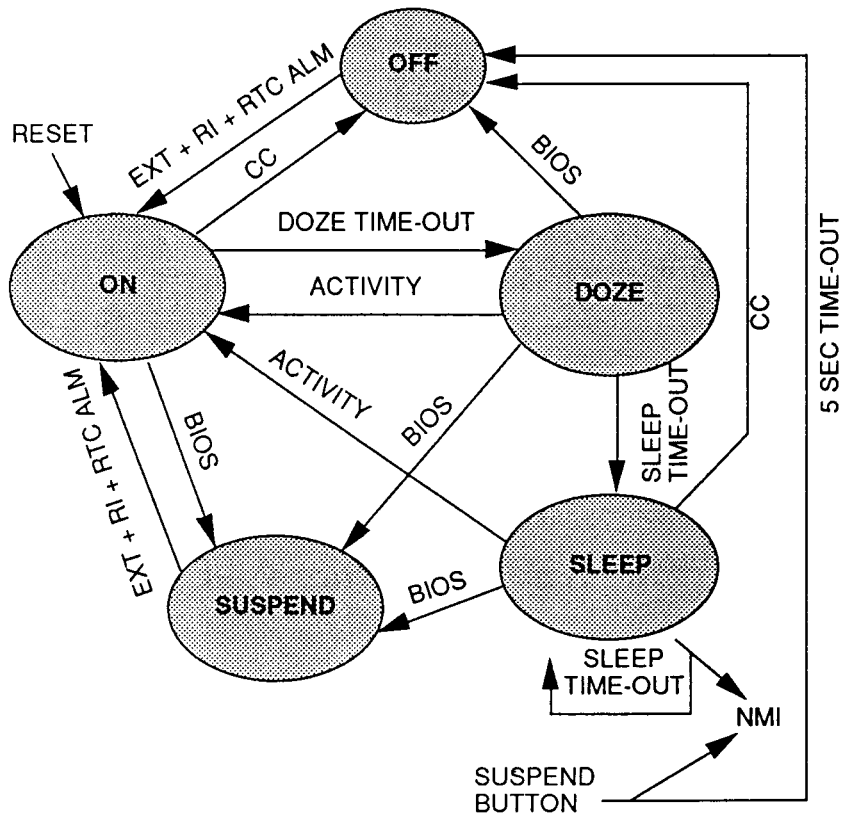 OFF
EXT + RI + RTC ALM
RESET
CC
BIOS
DOZE TIME-OUT
ON
DOZE
ACTIVITY
5 SEC TIME-OUT
CC
ACTIVITY
BIOS
SLEEP
TIME-OUT
EXT + RI + RTC ALM
BIOS
SLEEP
SUSPEND
BIOS
SLEEP
TIME-OUT
NMI
SUSPEND
BUTTON